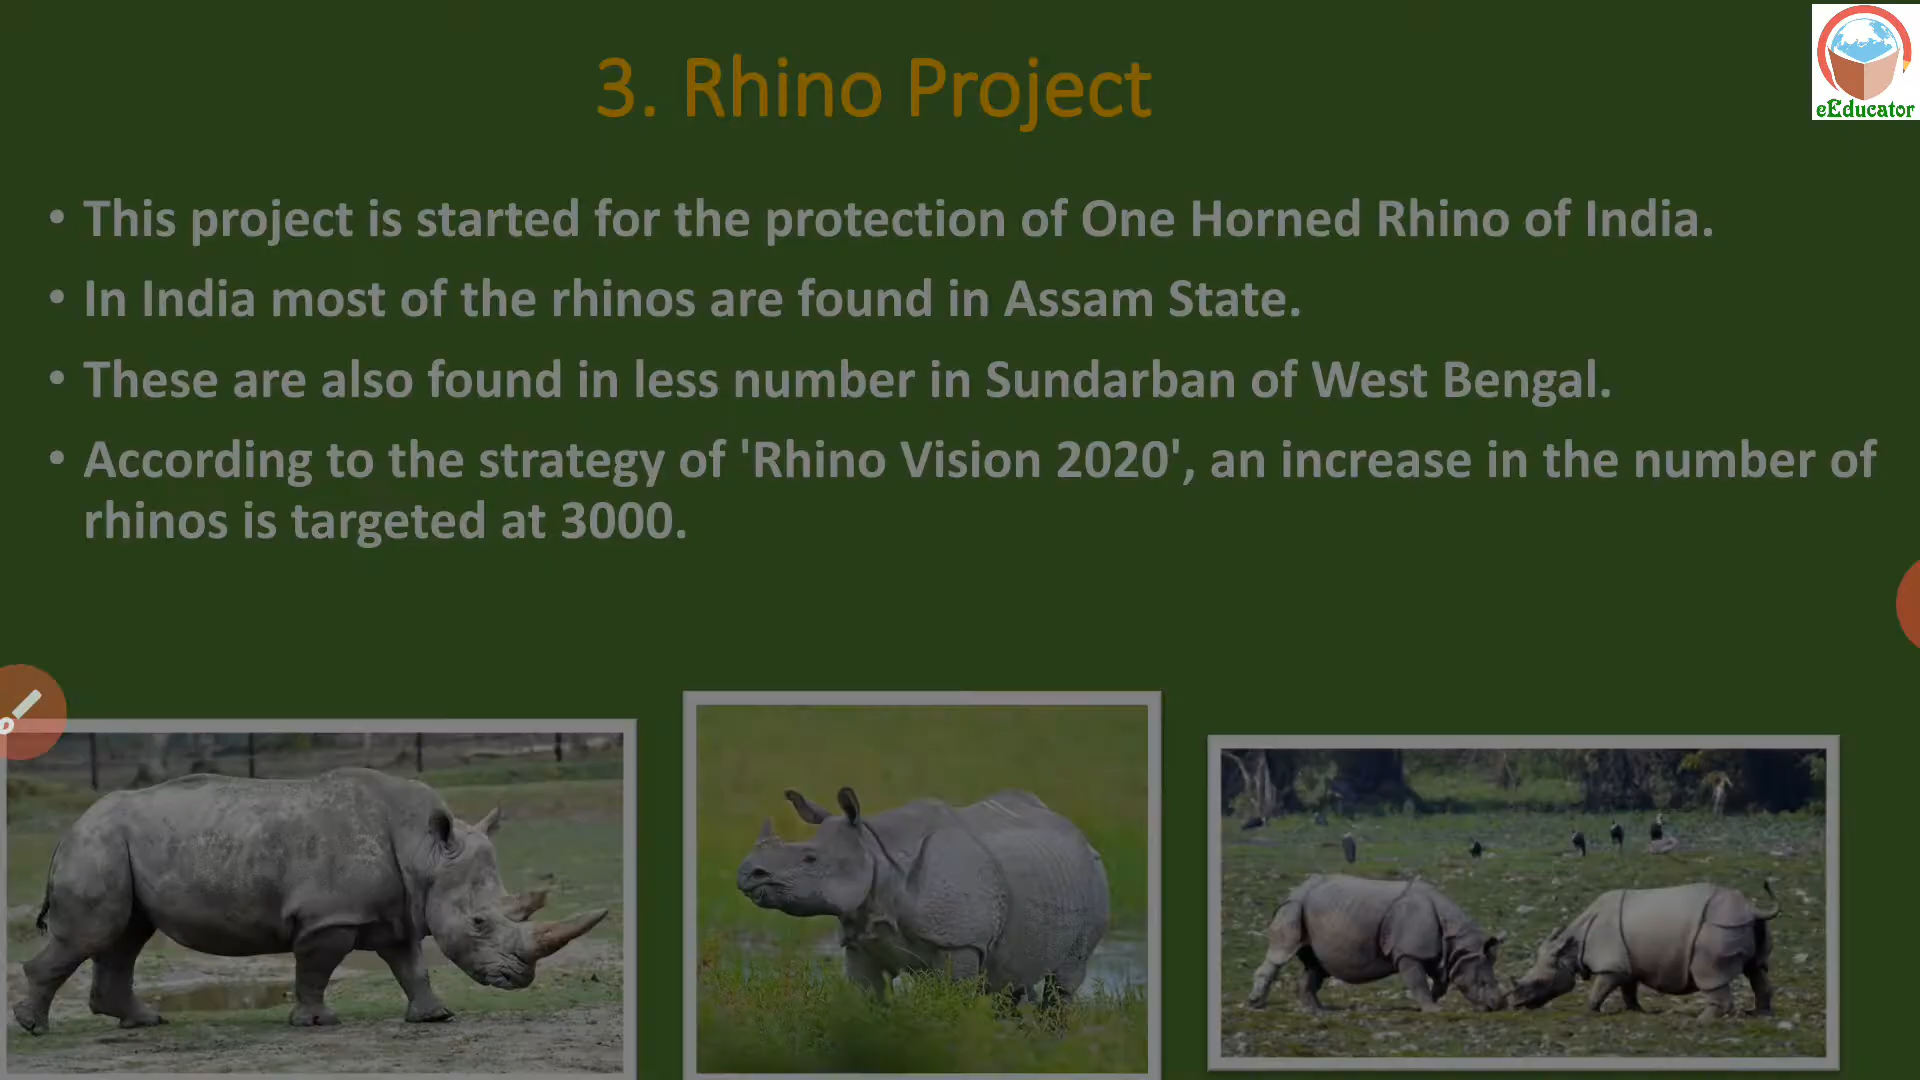 3. Rhino Project
eEducator
• This project is started for the protection of One Horned Rhino of India.
• In India most of the rhinos are found in Assam State.
• These are also found in less number in Sundarban of West Bengal.
• According to the strategy of 'Rhino Vision 2020', an increase in the number of
rhinos is targeted at 3000.